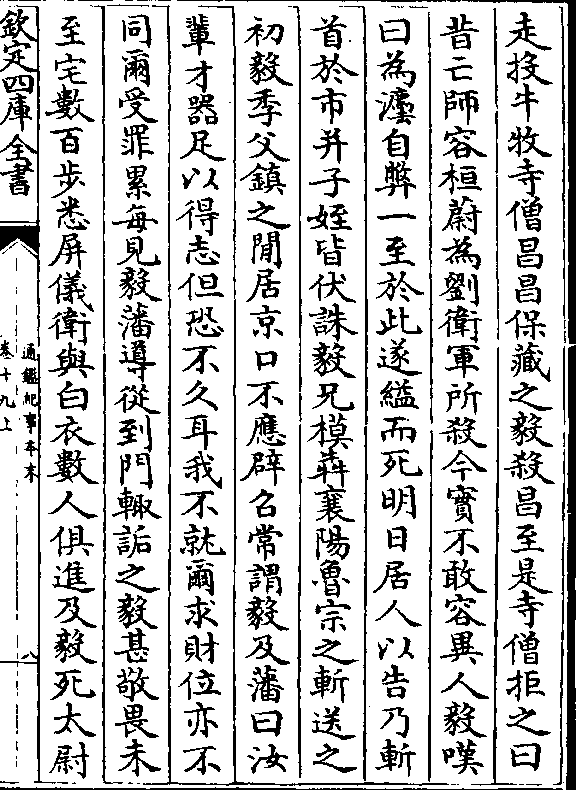 走投牛牧寺僧昌昌保藏之毅殺昌至是寺僧拒之曰
昔亡師容桓蔚為劉衛軍所殺今實不敢容異人毅嘆
曰為法自弊一至於此遂縊而死明日居人以告乃斬
首於市并子姪皆伏誅毅兄模犇襄陽魯宗之斬送之
初毅季父鎮之閒居京口不應辟召常謂毅及藩曰汝
輩才器足以得志但恐不久耳我不就爾求財位亦不
同爾受罪累每見毅藩導從到門輙詬之毅甚敬畏未
至宅數百步悉屏儀衛與白衣數人俱進及毅死太尉
欽定四庫全書
通鑑紀事本末
卷十九上
八